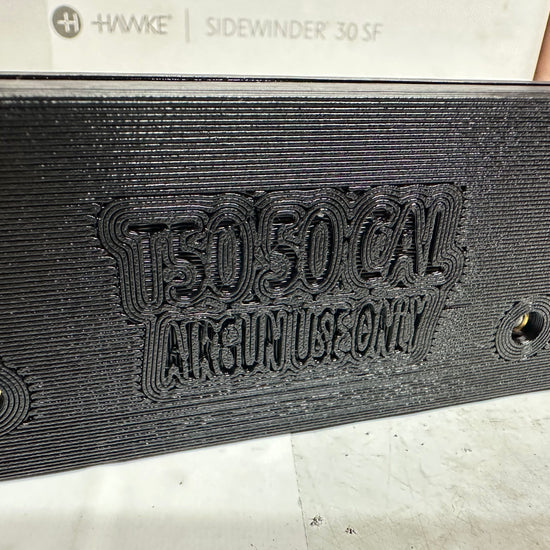 HAWKE® | SIDEWINDER® 30 SF
T50 50 CAL
AIRGUN USE ONLY